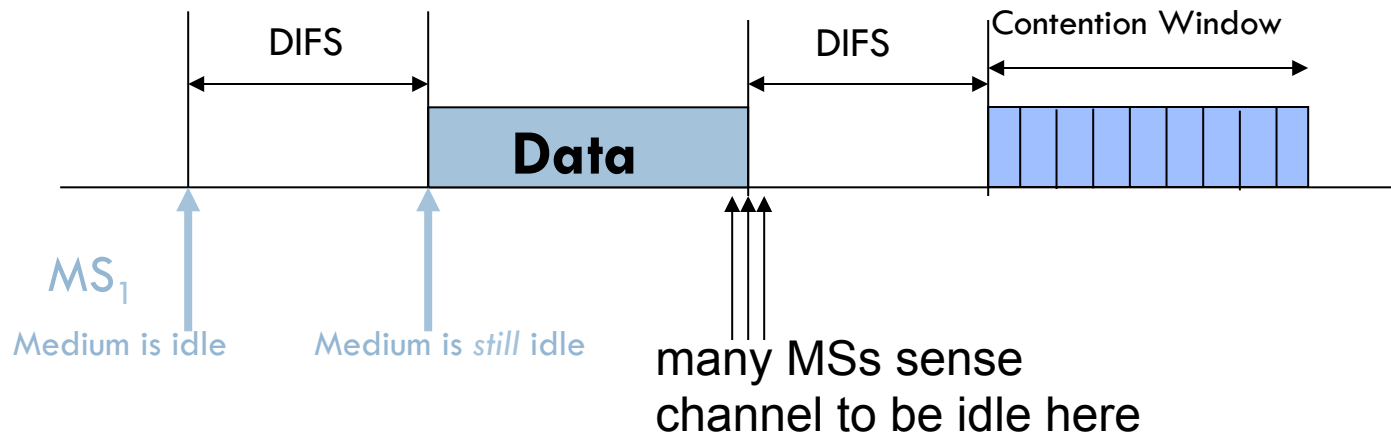 DIFS
DIFS
Contention Window
Data
MS₁
Medium is idle
Medium is still idle
many MSs sense
channel to be idle here